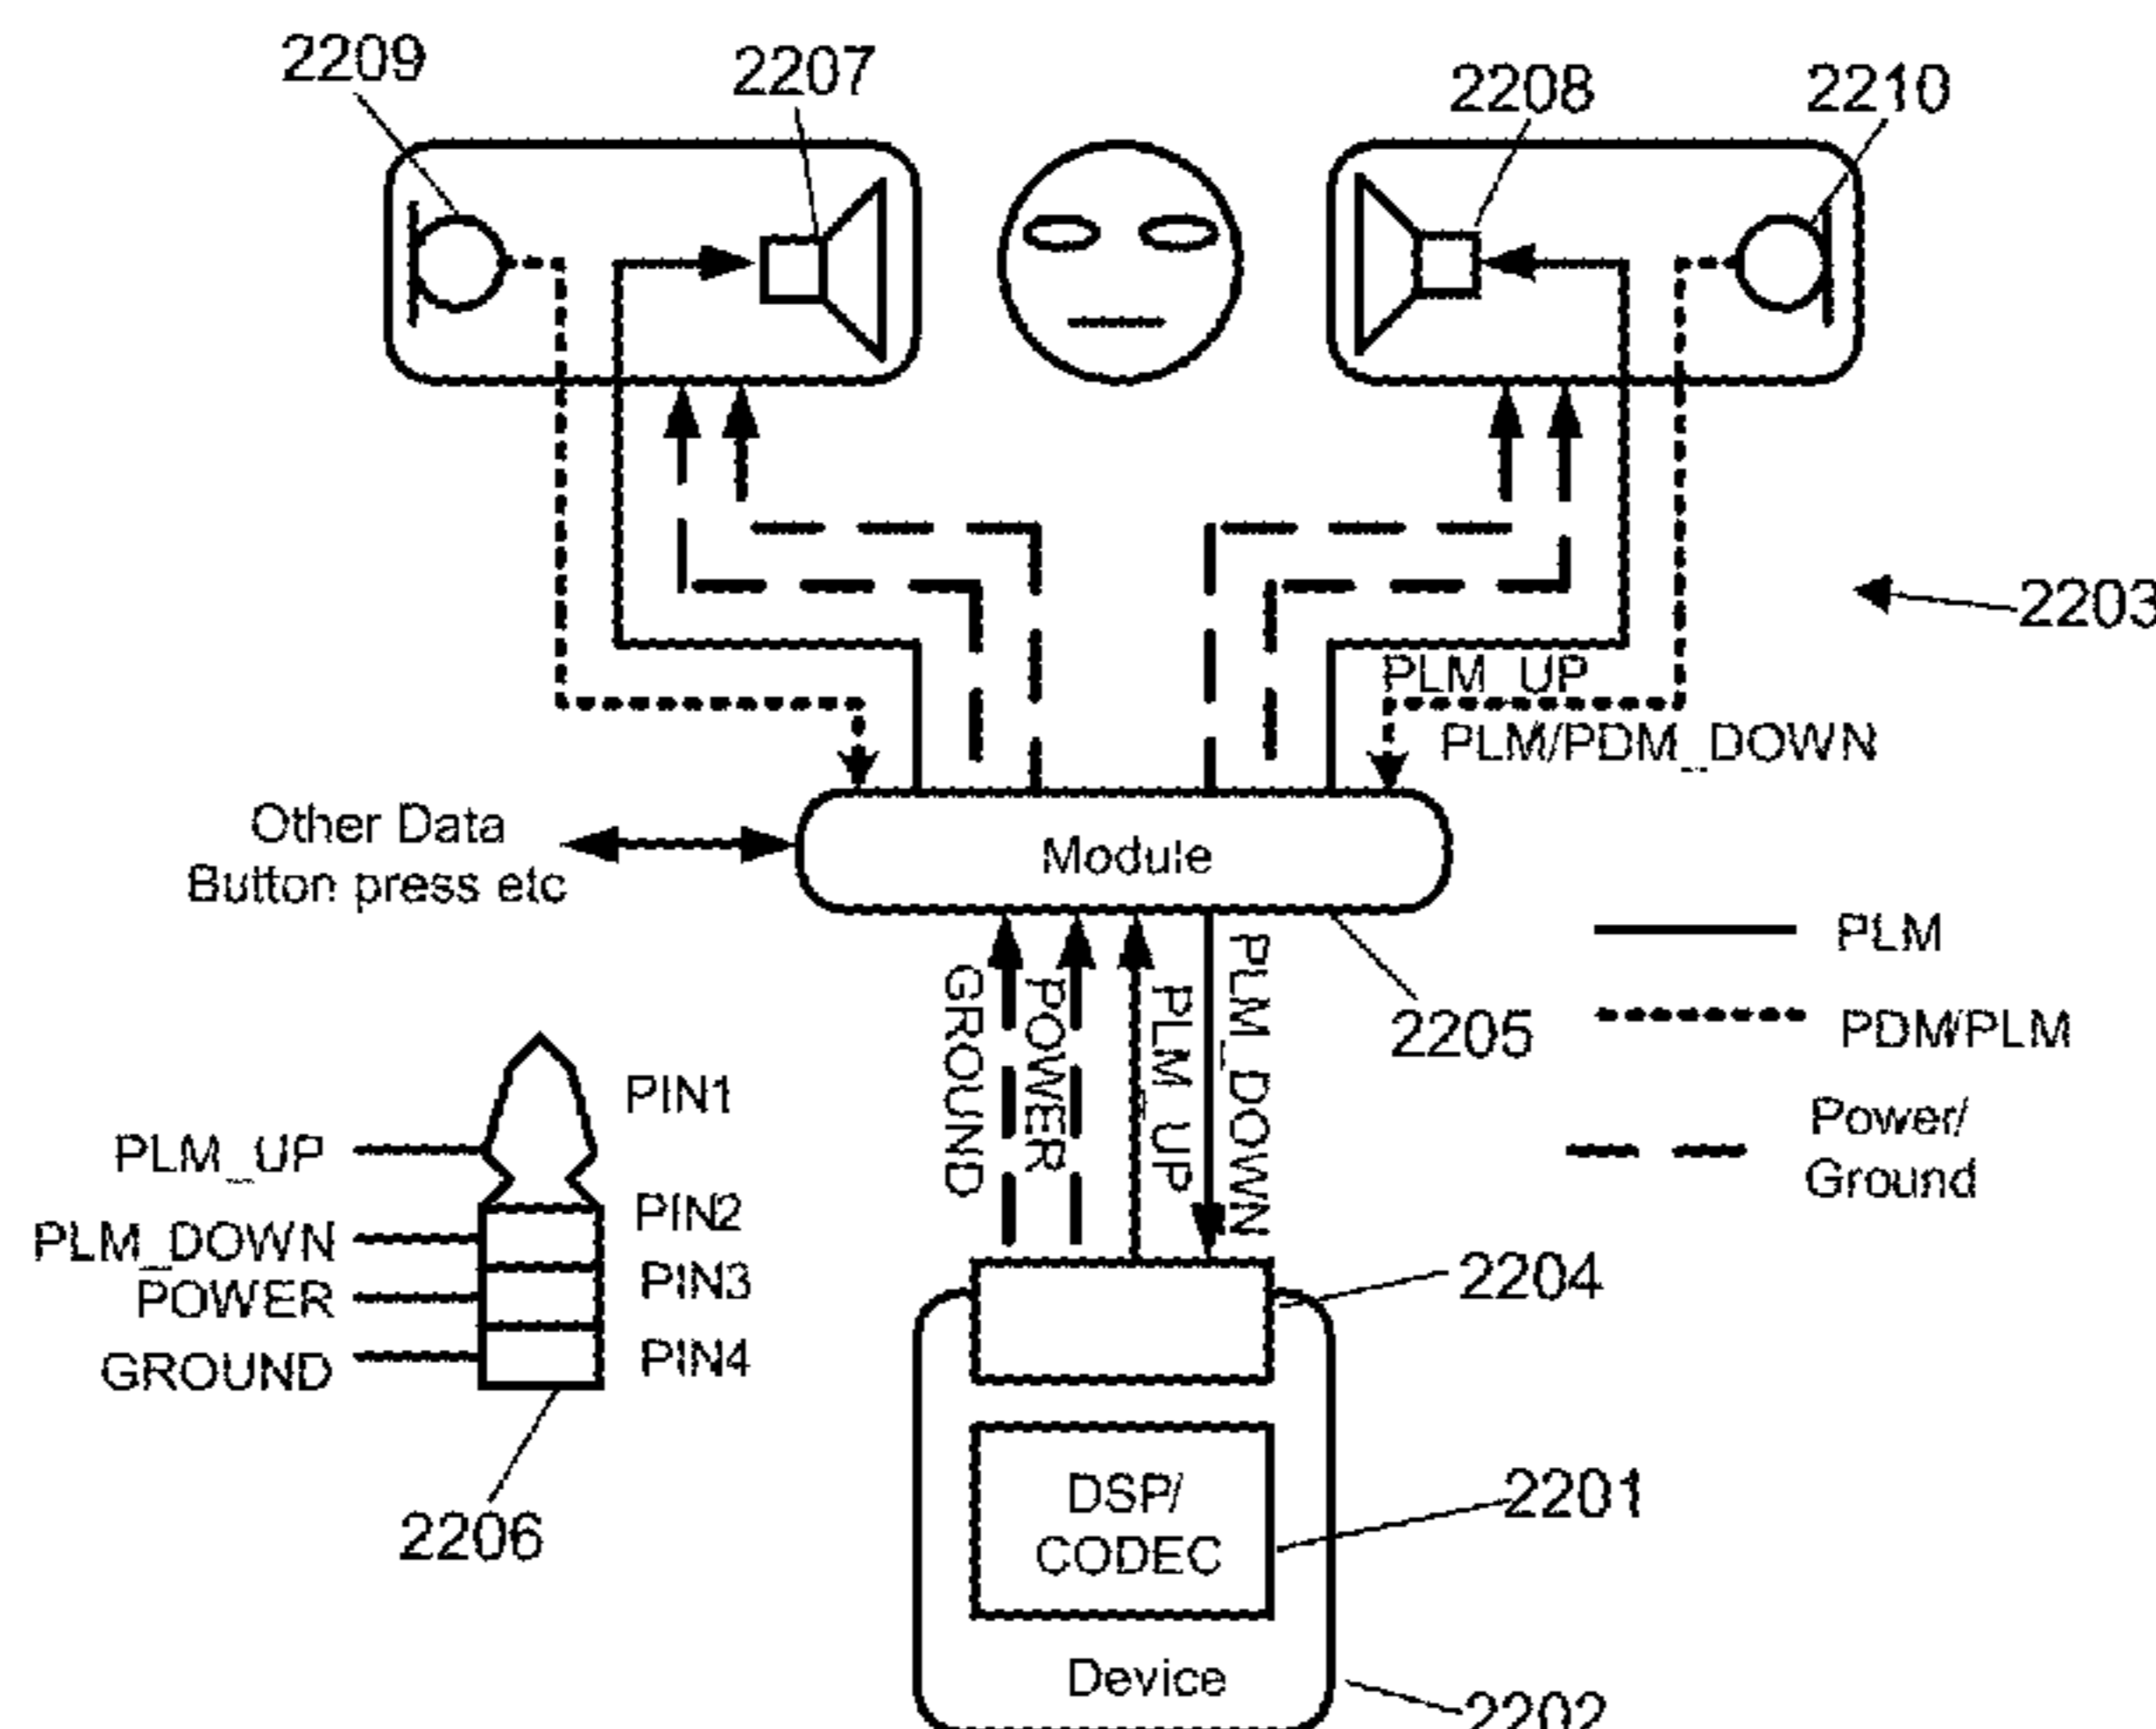 2209
2207
2208
2210
2203
PLM_UP
PLM/PDM_DOWN
Other Data
Button press etc
Module
GROUND
POWER
PLM_UP
PLM_DOWN
2205
PLM
PDM/PLM
Power/
Ground
PIN1
PLM_UP
PIN2
PLM_DOWN
PIN3
POWER
PIN4
GROUND
2206
2204
DSP/
CODEC
2201
Device
2202